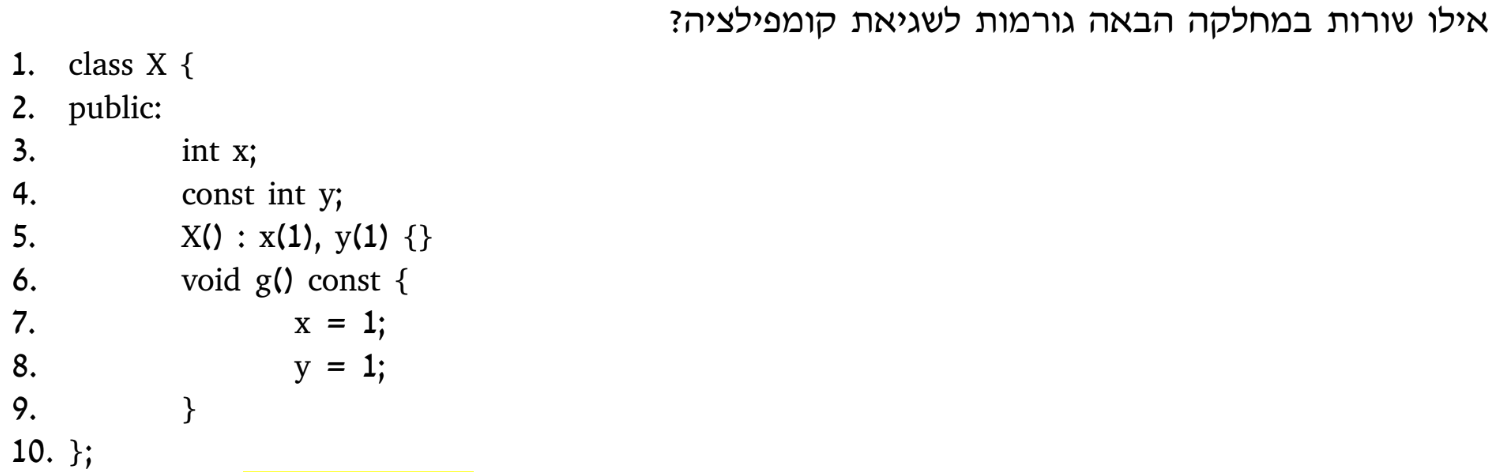 אילו שורות במחלקה הבאה גורמות לשגיאת קומפילציה?
1. class X {
2. public:
3. int x;
4. const int y;
5. X() : x(1), y(1) {}
6. void g() const {
7. x = 1;
8. y = 1;
9. }
10. };